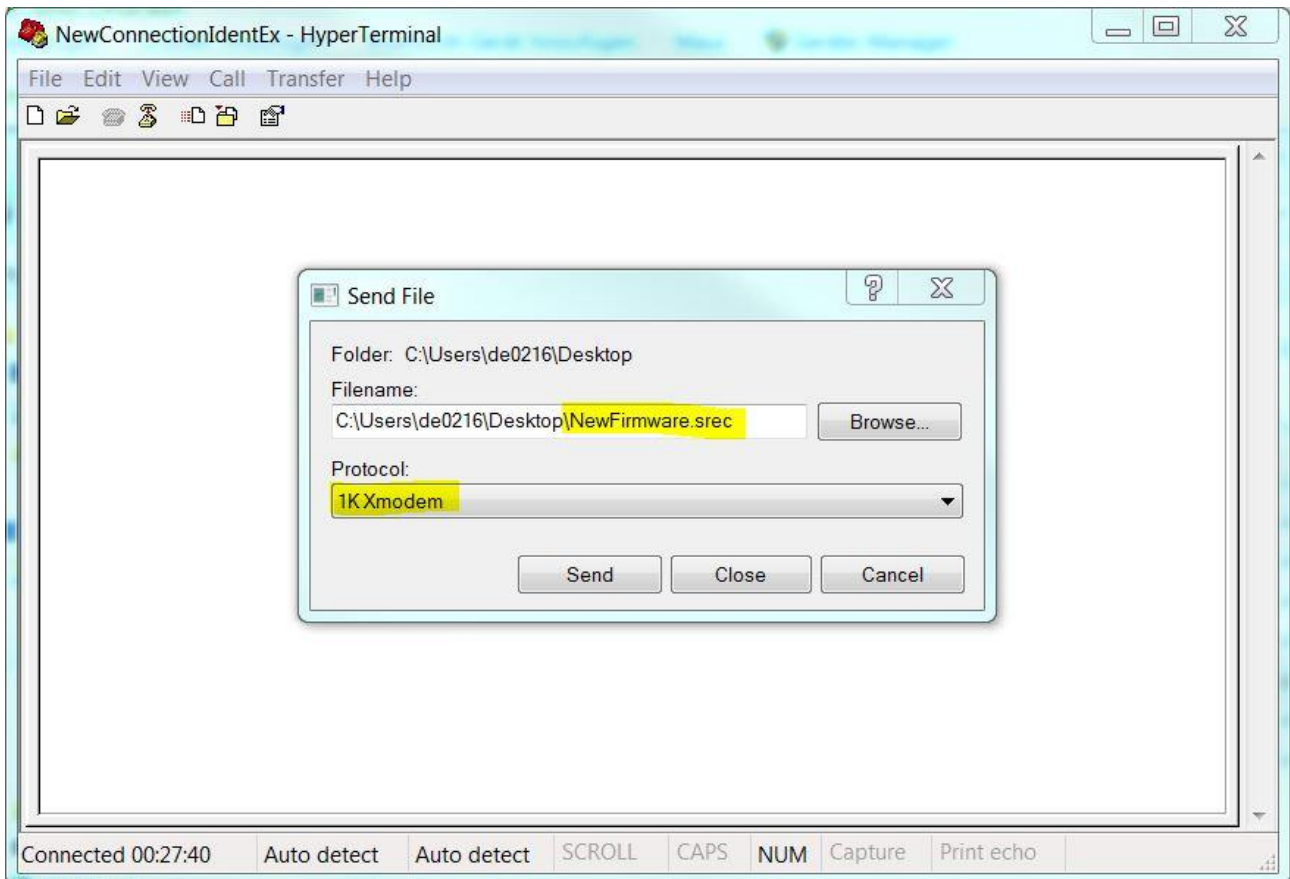 NewConnectionIdentEx - HyperTerminal
File Edit View Call Transfer Help
Send File
Folder: C:\Users\de0216\Desktop
Filename:
C:\Users\de0216\Desktop\NewFirmware.srec
Browse...
Protocol:
1K Xmodem
Send Close Cancel
Connected 00:27:40 Auto detect Auto detect SCROLL CAPS NUM Capture Print echo